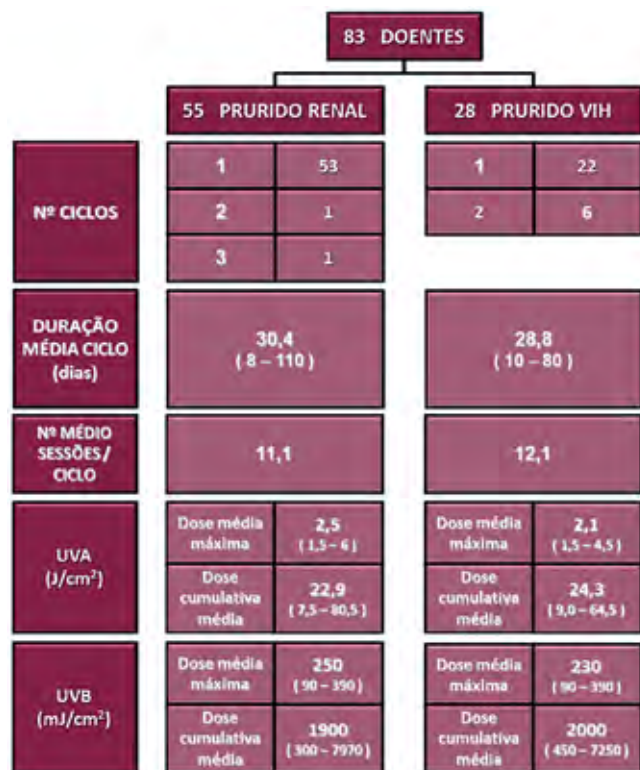 83 DOENTES
55 PRURIDO RENAL
28 PRURIDO VIH
Nº CICLOS
1 53
2 1
3 1
1 22
2 6
DURAÇÃO
MÉDIA CICLO
(dias)
30,4
( 8 – 110 )
28,8
( 10 – 80 )
Nº MÉDIO
SESSÕES /
CICLO
11,1
12,1
UVA
(J/cm²)
Dose média
máxima
2,5
( 1,5 – 6 )
Dose
cumulativa
média
22,9
( 7,5 – 80,5 )
Dose média
máxima
2,1
( 1,5 – 4,5 )
Dose
cumulativa
média
24,3
( 9,0 – 64,5 )
UVB
(mJ/cm²)
Dose média
máxima
250
( 90 – 390 )
Dose
cumulativa
média
1900
( 300 – 7970 )
Dose média
máxima
230
( 90 – 390 )
Dose
cumulativa
média
2000
( 450 – 7250 )